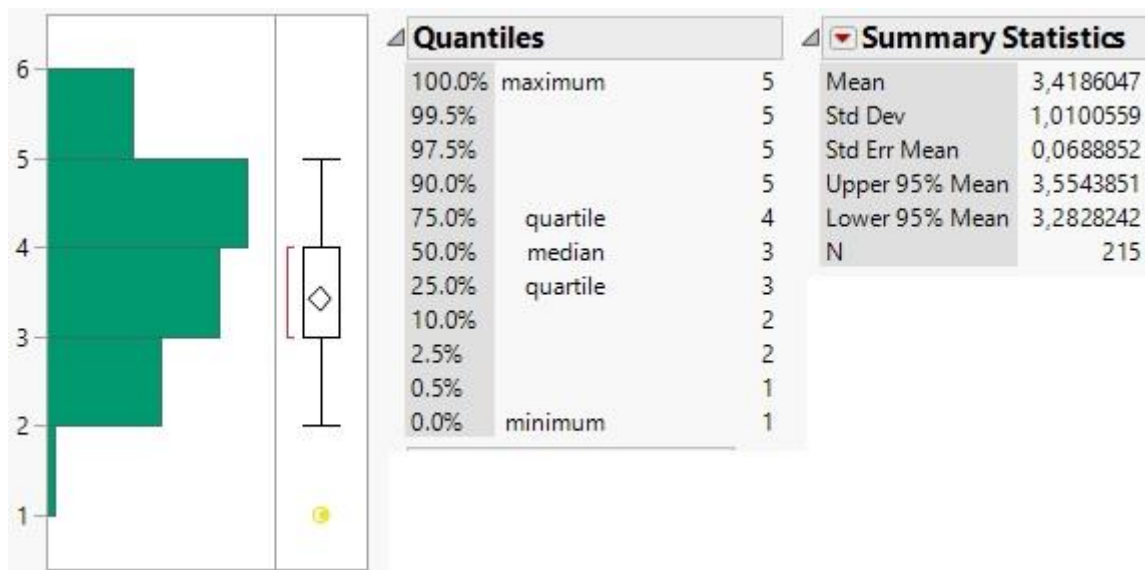 6
5
4
3
2
1
Quantiles
100.0% maximum 5
99.5% 5
97.5% 5
90.0% 5
75.0% quartile 4
50.0% median 3
25.0% quartile 3
10.0% 2
2.5% 2
0.5% 1
0.0% minimum 1
Summary Statistics
Mean 3,4186047
Std Dev 1,0100559
Std Err Mean 0,0688852
Upper 95% Mean 3,5543851
Lower 95% Mean 3,2828242
N 215